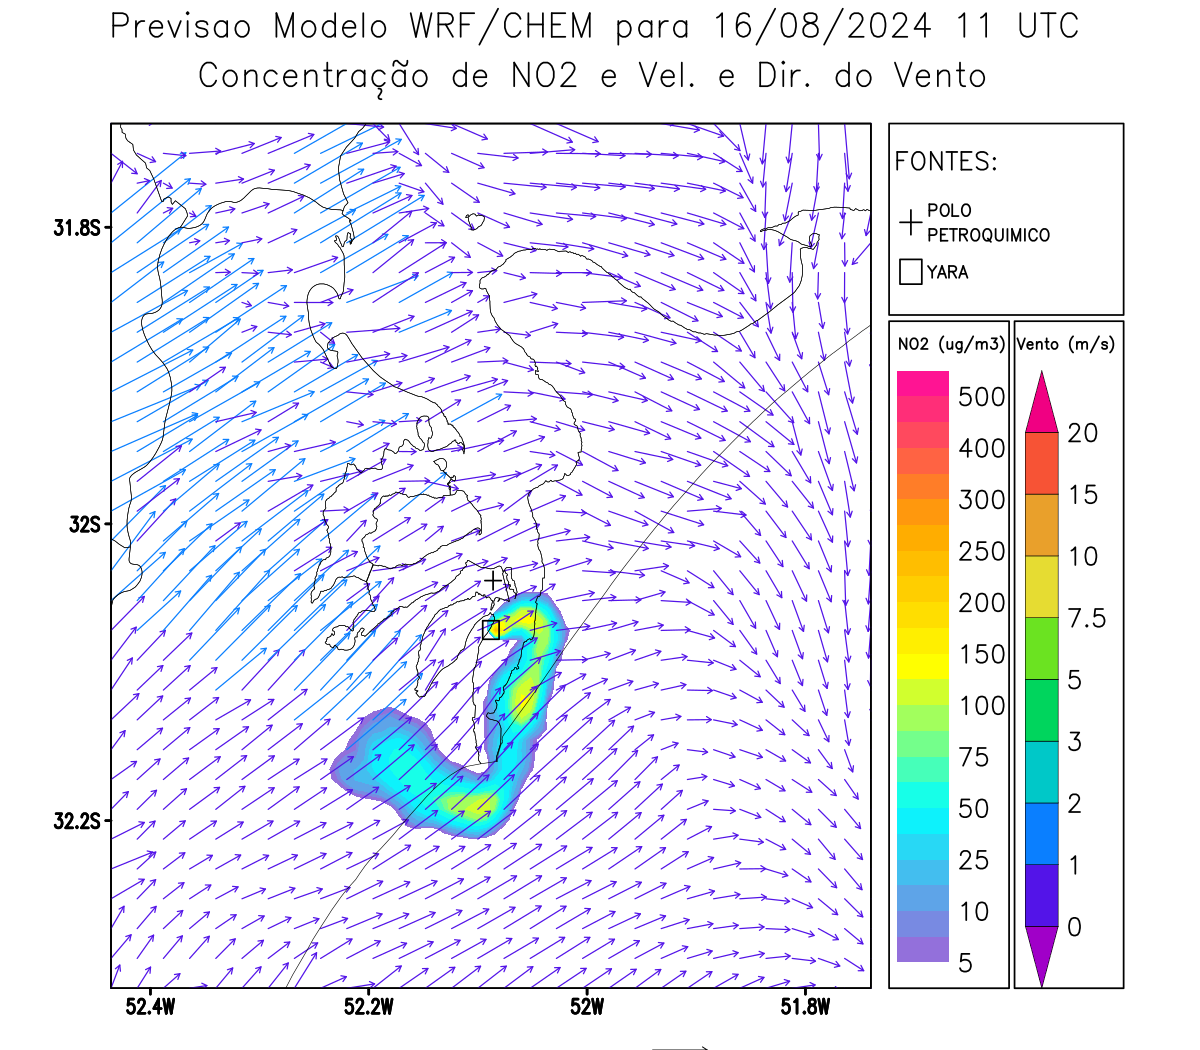 Previsao Modelo WRF/CHEM para 16/08/2024 11 UTC
Concentração de NO2 e Vel. e Dir. do Vento
FONTES:
POLO
PETROQUIMICO
YARA
NO2 (ug/m3)
500
400
300
250
200
150
100
75
50
25
10
5
Vento (m/s)
20
15
10
7.5
5
3
2
1
0
31.8S
32S
32.2S
52.4W
52.2W
52W
51.8W